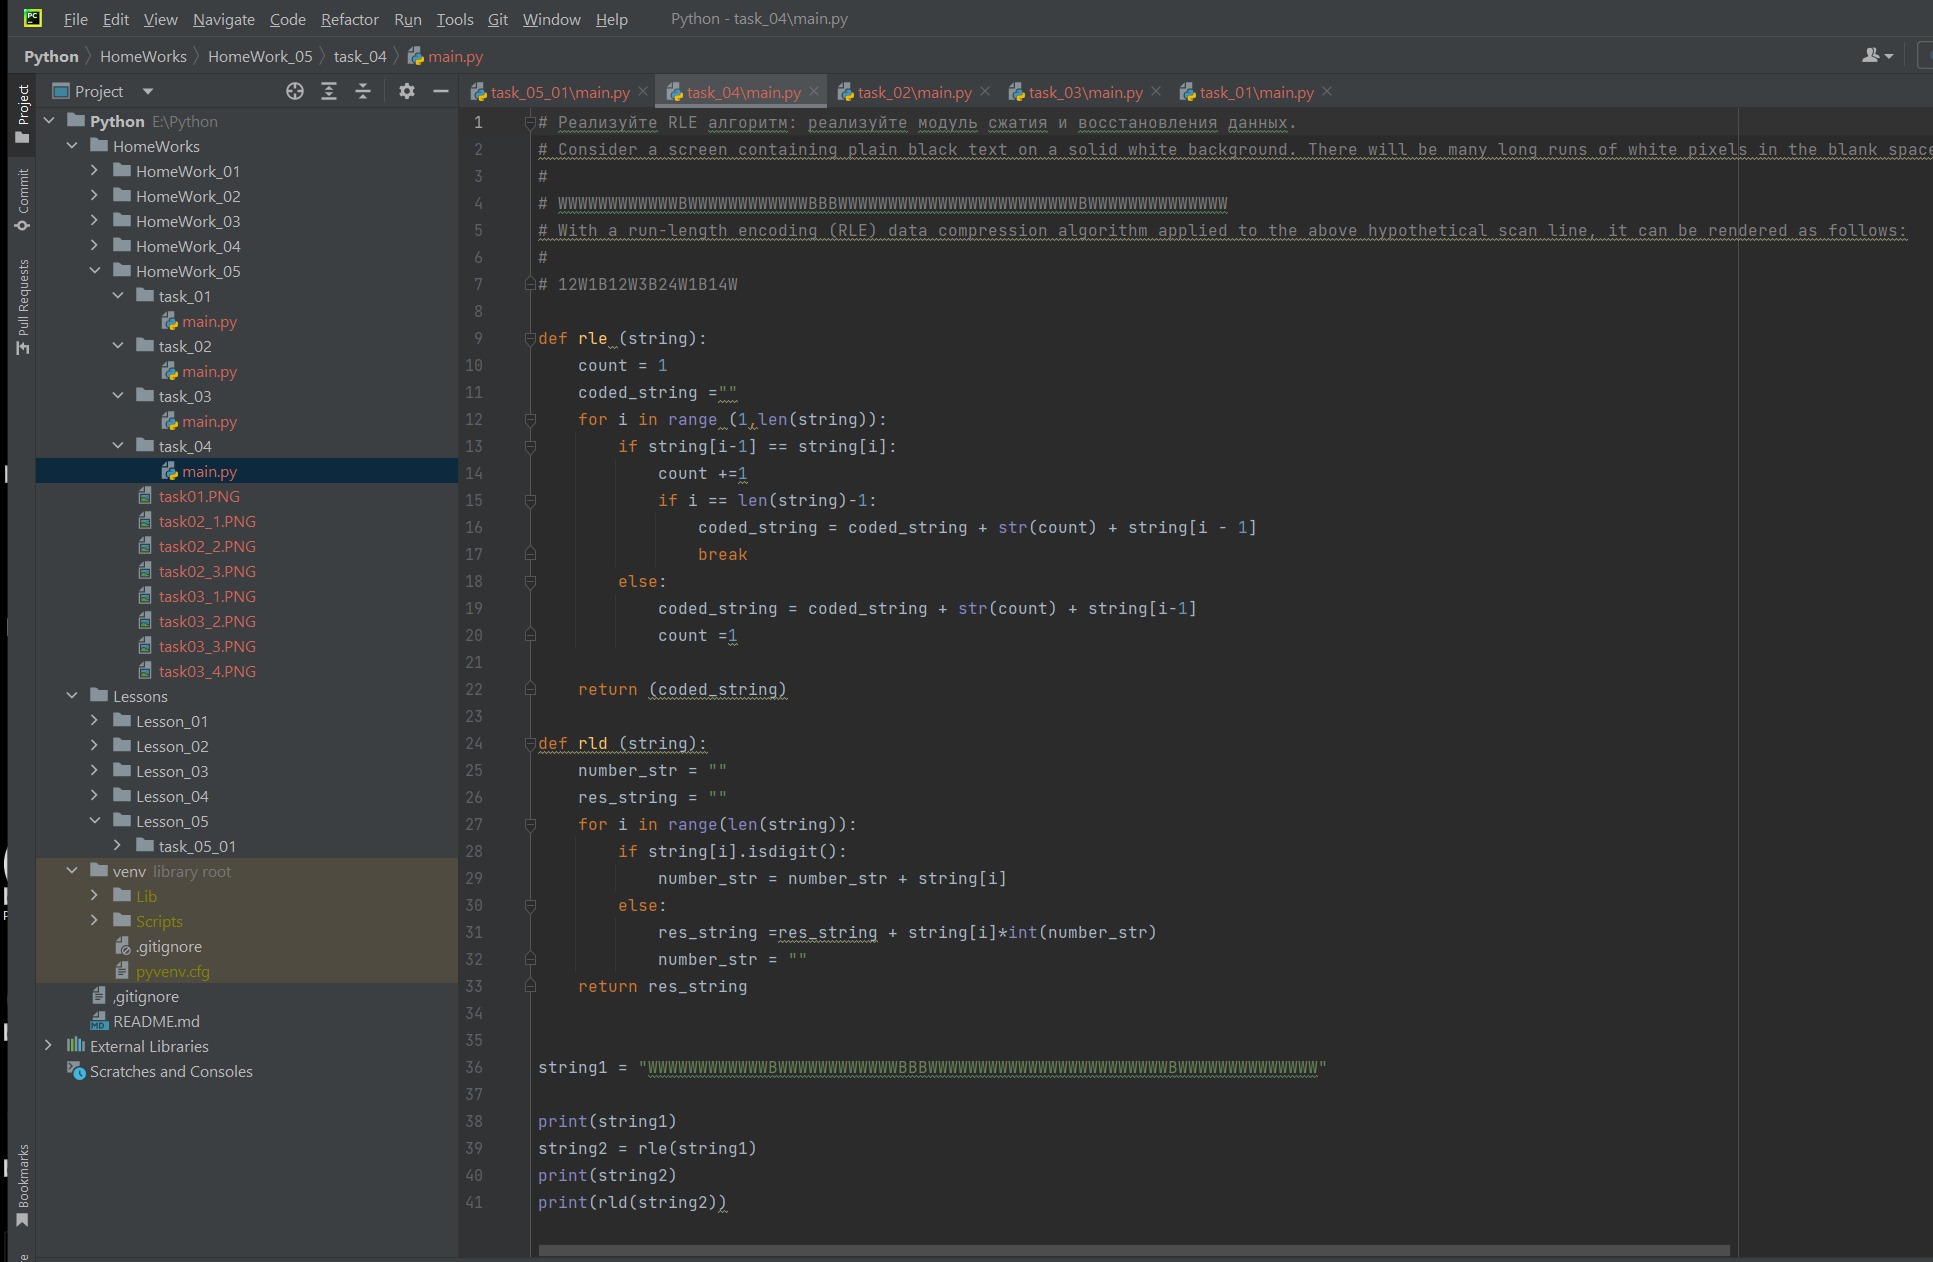 File Edit View Navigate Code Refactor Run Tools Git Window Help Python - task_04\main.py
Python HomeWorks HomeWork_05 task_04 main.py
Project
task_05_01\main.py task_04\main.py task_02\main.py task_03\main.py task_01\main.py
Project
Commit
Pull Requests
Bookmarks
Python E:\Python
HomeWorks
HomeWork_01
HomeWork_02
HomeWork_03
HomeWork_04
HomeWork_05
task_01
main.py
task_02
main.py
task_03
main.py
task_04
main.py
task01.PNG
task02_1.PNG
task02_2.PNG
task02_3.PNG
task03_1.PNG
task03_2.PNG
task03_3.PNG
task03_4.PNG
Lessons
Lesson_01
Lesson_02
Lesson_03
Lesson_04
Lesson_05
task_05_01
venv library root
Lib
Scripts
.gitignore
pyvenv.cfg
,gitignore
README.md
External Libraries
Scratches and Consoles
1 # Реализуйте RLE алгоритм: реализуйте модуль сжатия и восстановления данных.
2 # Consider a screen containing plain black text on a solid white background. There will be many long runs of white pixels in the blank space
3 #
4 # WWWWWWWWWWWWBWWWWWWWWWWWWBBBWWWWWWWWWWWWWWWWWWWWWWWWBWWWWWWWWWWWWWW
5 # With a run-length encoding (RLE) data compression algorithm applied to the above hypothetical scan line, it can be rendered as follows:
6 #
7 # 12W1B12W3B24W1B14W
8
9 def rle (string):
10 count = 1
11 coded_string =""
12 for i in range (1,len(string)):
13 if string[i-1] == string[i]:
14 count +=1
15 if i == len(string)-1:
16 coded_string = coded_string + str(count) + string[i - 1]
17 break
18 else:
19 coded_string = coded_string + str(count) + string[i-1]
20 count =1
21
22 return (coded_string)
23
24 def rld (string):
25 number_str = ""
26 res_string = ""
27 for i in range(len(string)):
28 if string[i].isdigit():
29 number_str = number_str + string[i]
30 else:
31 res_string =res_string + string[i]*int(number_str)
32 number_str = ""
33 return res_string
34
35
36 string1 = "WWWWWWWWWWWWBWWWWWWWWWWWWBBBWWWWWWWWWWWWWWWWWWWWWWWWBWWWWWWWWWWWWWW"
37
38 print(string1)
39 string2 = rle(string1)
40 print(string2)
41 print(rld(string2))